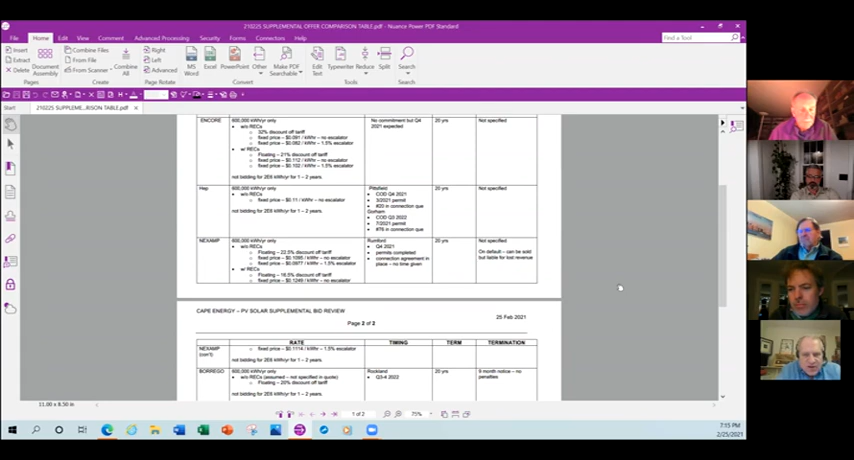 210225 SUPPLEMENTAL OFFER COMPARISON TABLE.pdf - Nuance Power PDF Standard
File Home Edit View Comment Advanced Processing Security Forms Connectors Help
Find a Tool
Insert
Extract
Delete
Document Assembly
Pages
Combine Files
From File
From Scanner
Combine All
Create
Right
Left
Advanced
Page Rotate
MS Word
Excel
PowerPoint
Other
Make PDF Searchable
Convert
Edit Text
Typewriter
Reduce
Split
Tools
Search
Search
Start
210225 SUPPLEME...RISON TABLE.pdf
ENCORE
600,000 kWh/yr only
• w/o RECs
○ 32% discount off tariff
○ fixed price – $0.091 / kWhr – no escalator
○ fixed price – $0.082 / kWhr – 1.5% escalator
• w/ RECs
○ Floating – 21% discount off tariff
○ fixed price – $0.112 / kWhr – no escalator
○ fixed price – $0.102 / kWhr – 1.5% escalator
not bidding for 2E6 kWh/yr for 1 – 2 years.
No commitment but Q4
2021 expected
20 yrs
Not specified
Hep
600,000 kWh/yr only
• w/o RECs
○ fixed price – $0.11 / kWhr – no escalator
not bidding for 2E6 kWh/yr for 1 – 2 years.
Pittsfield
• COD Q4 2021
• 3/2021 permit
• #20 in connection que
Gorham
• COD Q3 2022
• 7/2021 permit
• #76 in connection que
20 yrs
Not specified
NEXAMP
600,000 kWh/yr only
• w/o RECs
○ Floating – 22.5% discount off tariff
○ fixed price – $0.1095 / kWhr – no escalator
○ fixed price – $0.0977 / kWhr – 1.5% escalator
• w/ RECs
○ Floating – 16.5% discount off tariff
○ fixed price – $0.1249 / kWhr – no escalator
Rumford
• Q4 2021
• permits completed
• connection agreement in
place – no time given
20 yrs
Not specified
On default – can be sold
but liable for lost revenue
CAPE ENERGY – PV SOLAR SUPPLEMENTAL BID REVIEW
25 Feb 2021
Page 2 of 2
RATE TIMING TERM TERMINATION
NEXAMP
(con't)
○ fixed price – $0.1114 / kWhr – 1.5% escalator
not bidding for 2E6 kWh/yr for 1 – 2 years.
BORREGO
600,000 kWh/yr only
• w/o RECs (assumed – not specified in quote)
○ Floating – 20% discount off tariff
not bidding for 2E6 kWh/yr for 1 – 2 years.
Rockland
• Q3-4 2022
20 yrs
9 month notice – no
penalties
11.00 x 8.50 in
1 of 2
75%
7:15 PM
2/25/2021